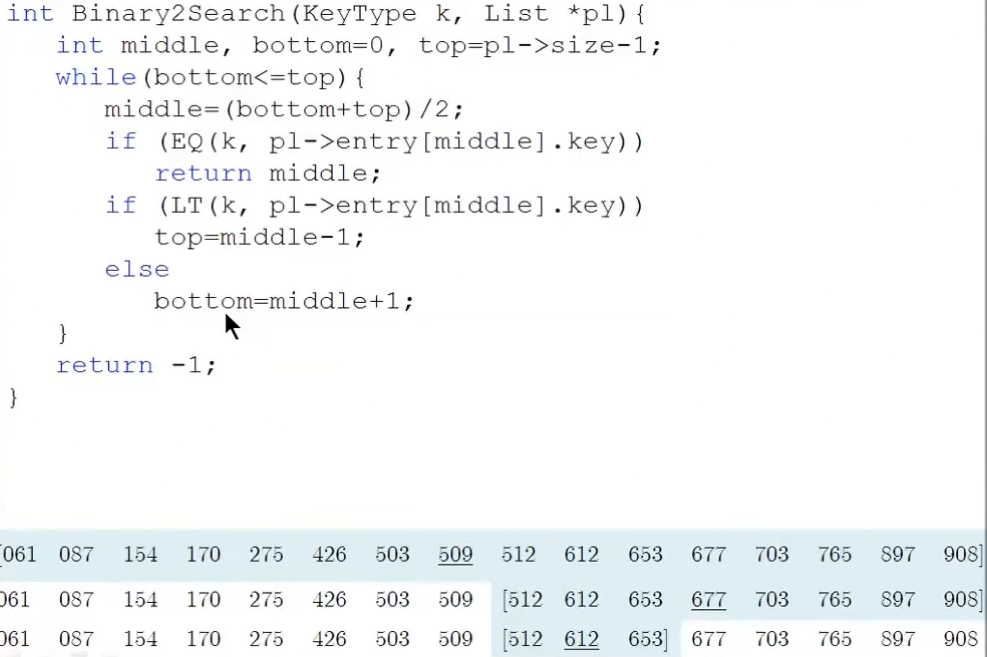 int Binary2Search(KeyType k, List *pl){
int middle, bottom=0, top=pl->size-1;
while(bottom<=top){
middle=(bottom+top)/2;
if (EQ(k, pl->entry[middle].key))
return middle;
if (LT(k, pl->entry[middle].key))
top=middle-1;
else
bottom=middle+1;
}
return -1;
}
[061 087 154 170 275 426 503 509 512 612 653 677 703 765 897 908]
061 087 154 170 275 426 503 509 [512 612 653 677 703 765 897 908]
061 087 154 170 275 426 503 509 [512 612 653] 677 703 765 897 908